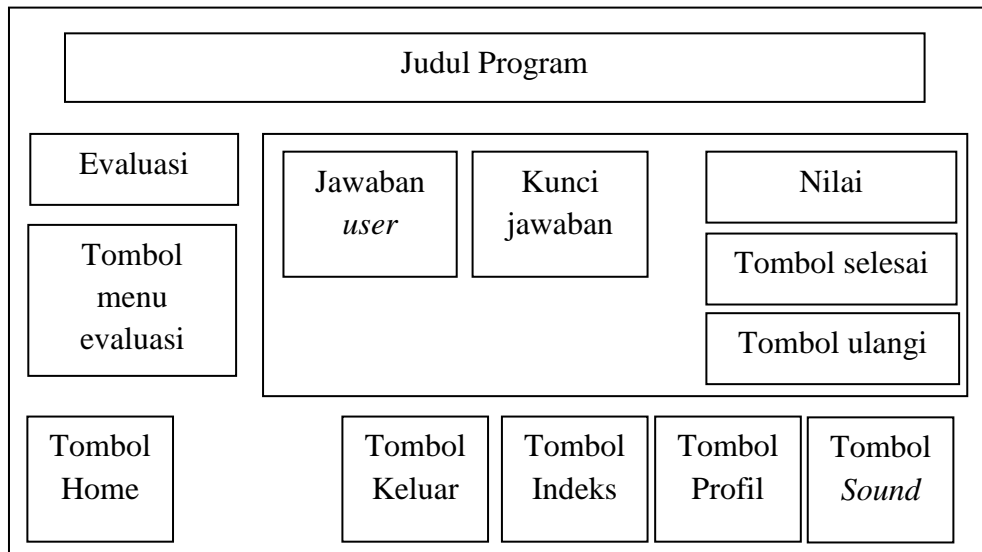 Judul Program
Evaluasi
Tombol
menu
evaluasi
Jawaban
user
Kunci
jawaban
Nilai
Tombol selesai
Tombol ulangi
Tombol
Home
Tombol
Keluar
Tombol
Indeks
Tombol
Profil
Tombol
Sound